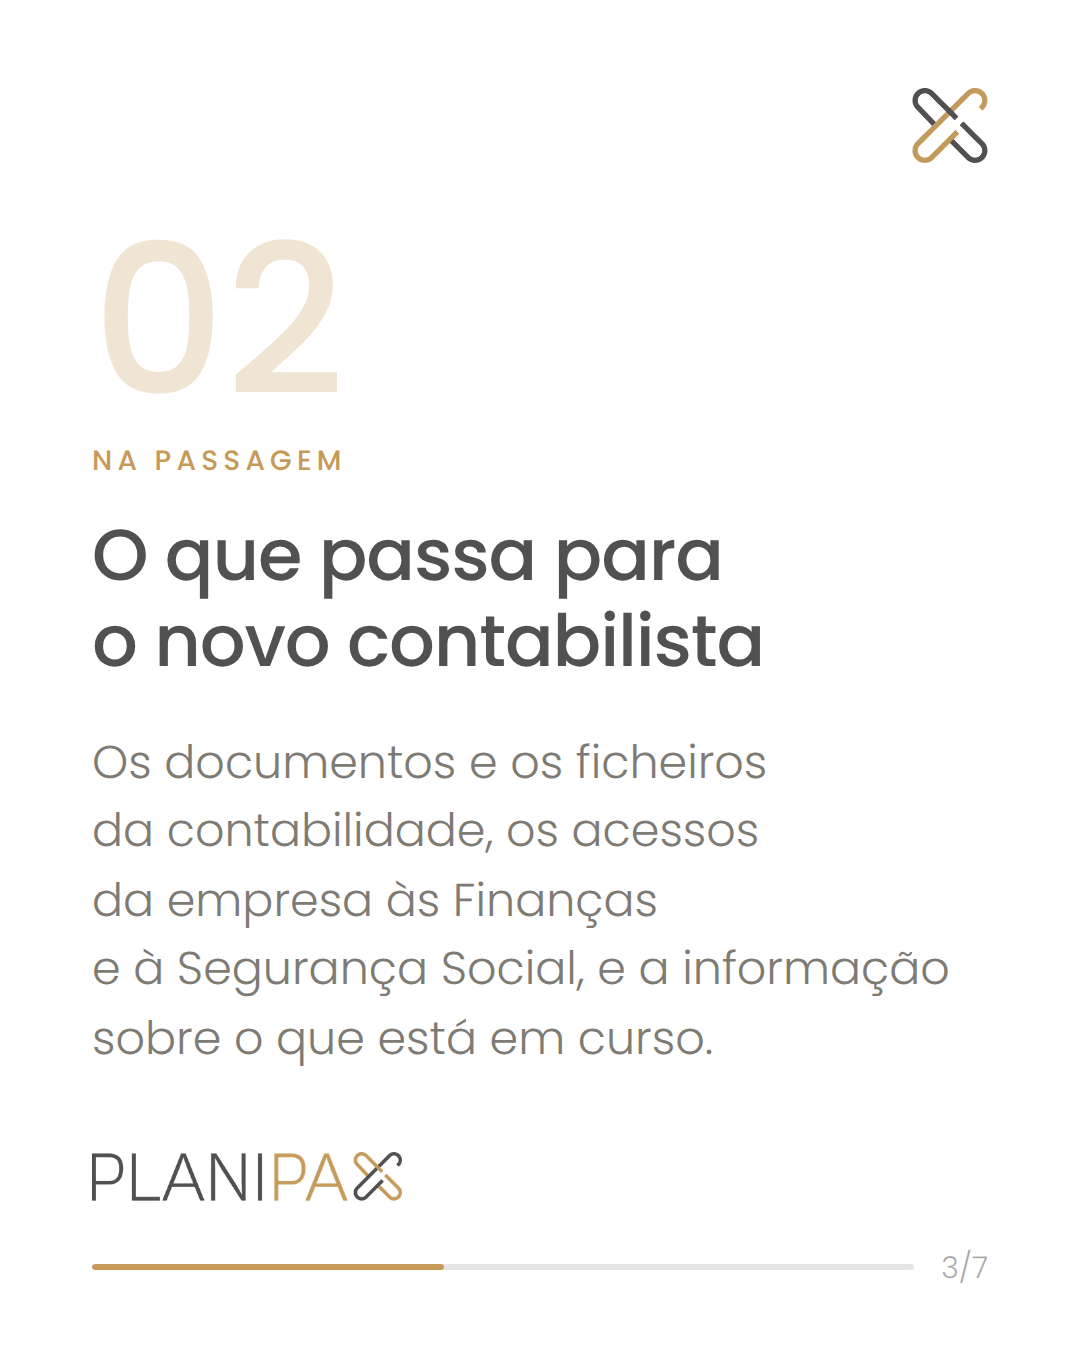 02
NA PASSAGEM
O que passa para
o novo contabilista
Os documentos e os ficheiros
da contabilidade, os acessos
da empresa às Finanças
e à Segurança Social, e a informação
sobre o que está em curso.
PLANIPAX
3/7